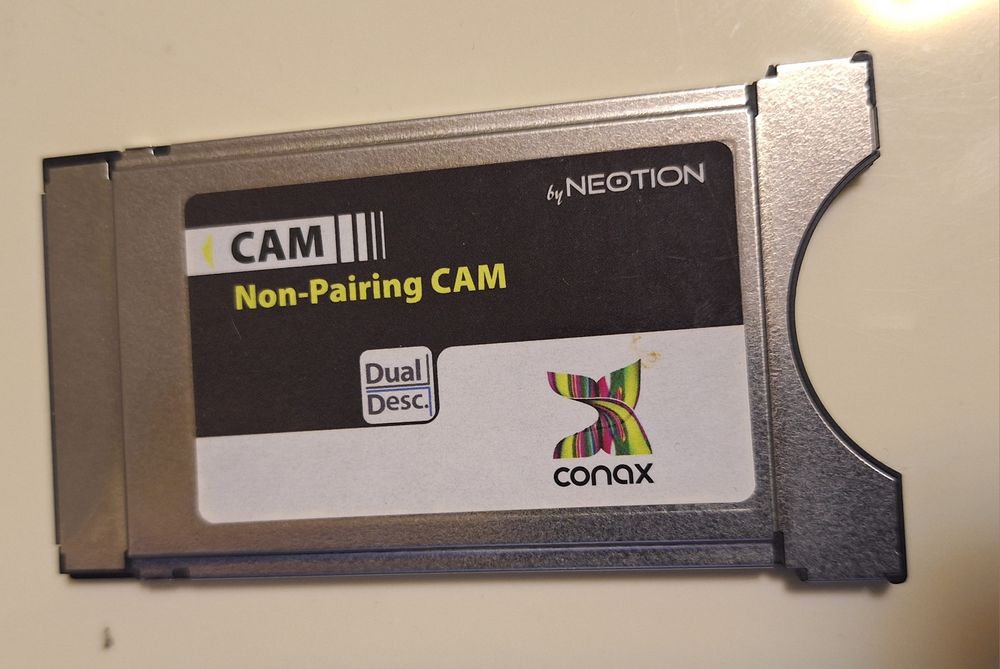 by NEOTION
CAM
Non-Pairing CAM
Dual
Desc.
conax